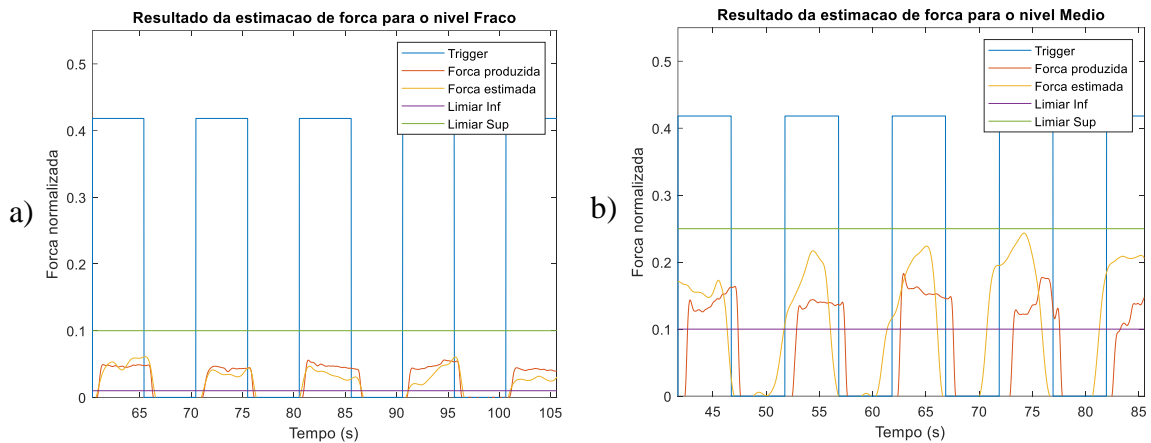 Resultado da estimacao de forca para o nivel Fraco
Trigger
Forca produzida
Forca estimada
Limiar Inf
Limiar Sup
0.5
0.4
0.3
0.2
0.1
0
Forca normalizada
65 70 75 80 85 90 95 100 105
Tempo (s)
a)
Resultado da estimacao de forca para o nivel Medio
Trigger
Forca produzida
Forca estimada
Limiar Inf
Limiar Sup
0.5
0.4
0.3
0.2
0.1
0
Forca normalizada
45 50 55 60 65 70 75 80 85
Tempo (s)
b)